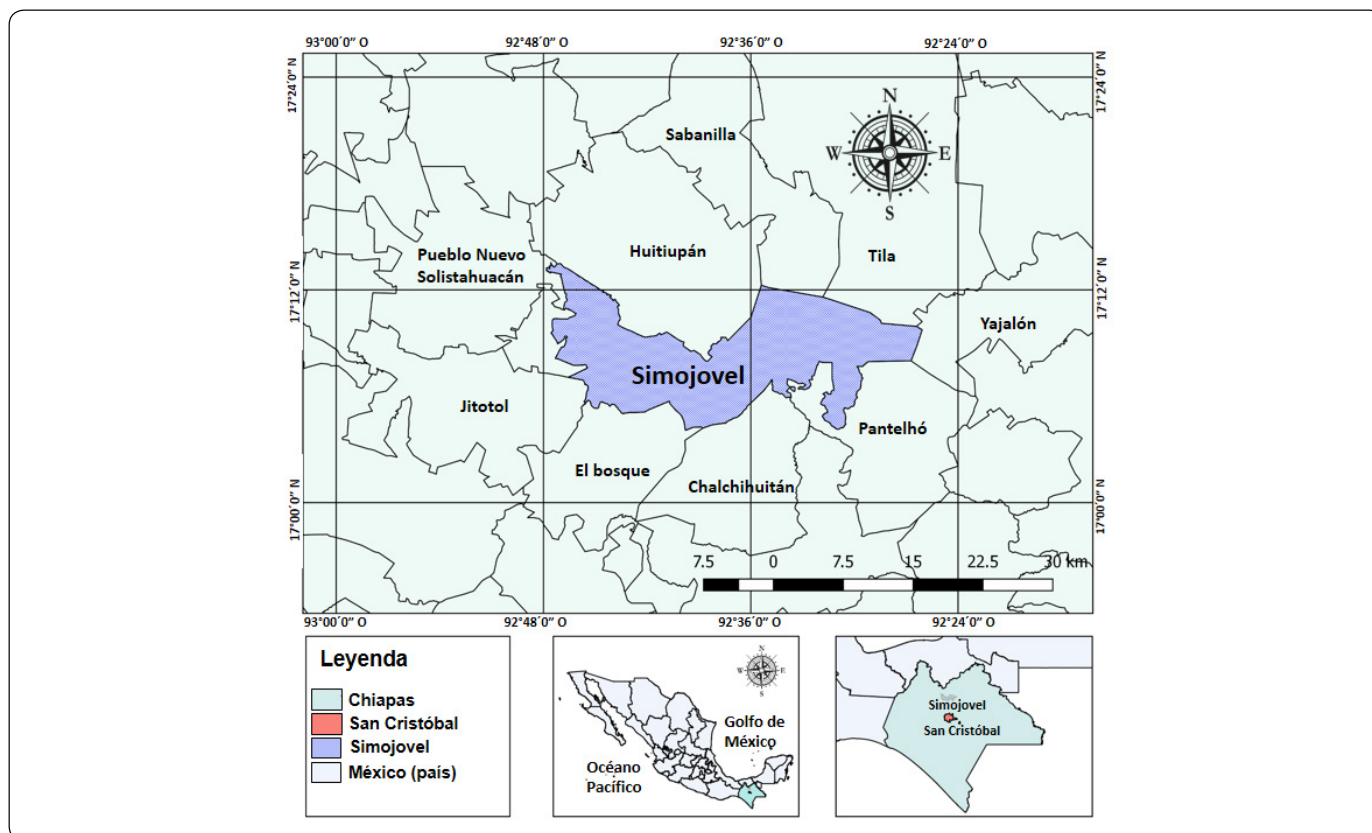 93°00´0″ O
92°48´0″ O
92°36´0″ O
92°24´0″ O
17°24´0″ N
17°24´0″ N
N
W
E
S
Sabanilla
Pueblo Nuevo
Solistahuacán
Huitiupán
Tila
17°12´0″ N
17°12´0″ N
Yajalón
Simojovel
Jitotol
Pantelhó
El bosque
Chalchihuitán
17°00´0″ N
17°00´0″ N
7.5 0 7.5 15 22.5 30 km
93°00´0″ O
92°48´0″ O
92°36´0″ O
92°24´0″ O
Leyenda
Chiapas
San Cristóbal
Simojovel
México (país)
N
W
E
S
Golfo de
México
Océano
Pacífico
Simojovel
San Cristóbal